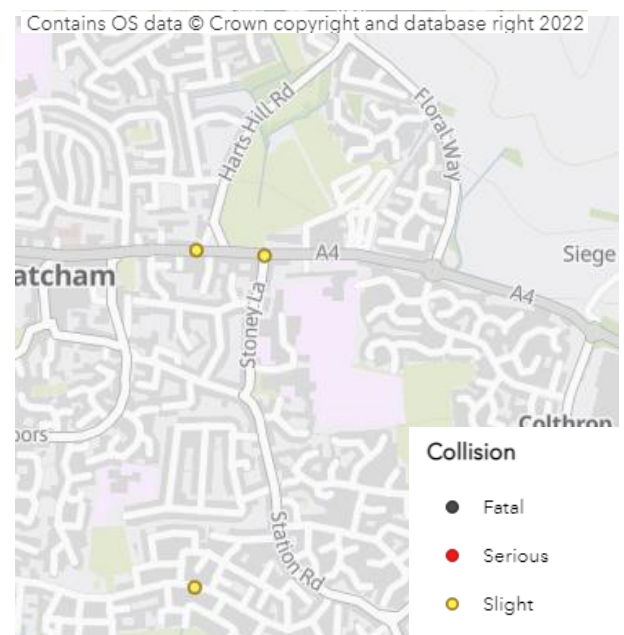 Contains OS data © Crown copyright and database right 2022
Harts Hill Rd
Floral Way
A4
Siege
atcham
A4
Stoney La
Colthrop
oors
Collision
Fatal
Serious
Slight
Station Rd